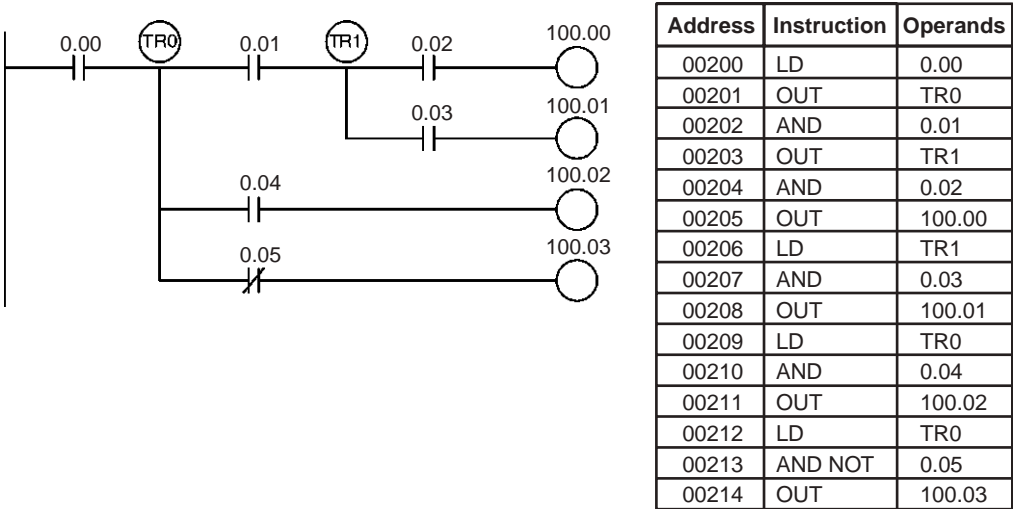 0.00 TR0 0.01 TR1 0.02 100.00
0.03 100.01
0.04 100.02
0.05 100.03
Address Instruction Operands
00200 LD 0.00
00201 OUT TR0
00202 AND 0.01
00203 OUT TR1
00204 AND 0.02
00205 OUT 100.00
00206 LD TR1
00207 AND 0.03
00208 OUT 100.01
00209 LD TR0
00210 AND 0.04
00211 OUT 100.02
00212 LD TR0
00213 AND NOT 0.05
00214 OUT 100.03